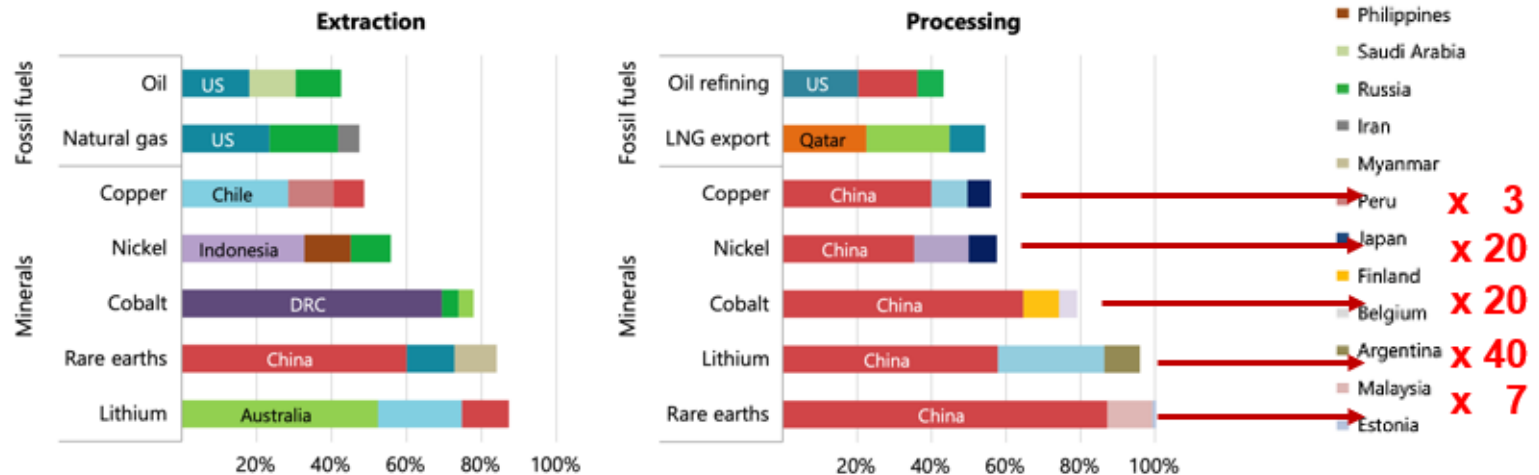 Extraction
Processing
Fossil fuels
Oil
US
Natural gas
US
Minerals
Copper
Chile
Nickel
Indonesia
Cobalt
DRC
Rare earths
China
Lithium
Australia
20% 40% 60% 80% 100%
Fossil fuels
Oil refining
US
LNG export
Qatar
Minerals
Copper
China
Nickel
China
Cobalt
China
Lithium
China
Rare earths
China
20% 40% 60% 80% 100%
Philippines
Saudi Arabia
Russia
Iran
Myanmar
Peru
Japan
Finland
Belgium
Argentina
Malaysia
Estonia
x 3
x 20
x 20
x 40
x 7